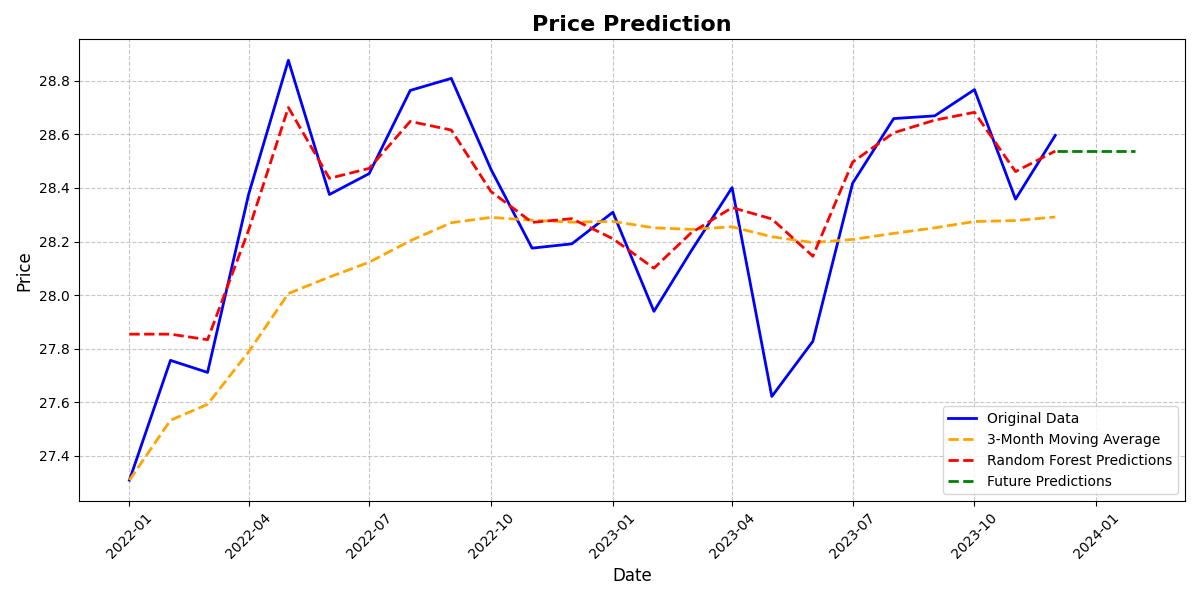 Price Prediction
Price
28.8
28.6
28.4
28.2
28.0
27.8
27.6
27.4
Original Data
3-Month Moving Average
Random Forest Predictions
Future Predictions
2022-01
2022-04
2022-07
2022-10
2023-01
2023-04
2023-07
2023-10
2024-01
Date